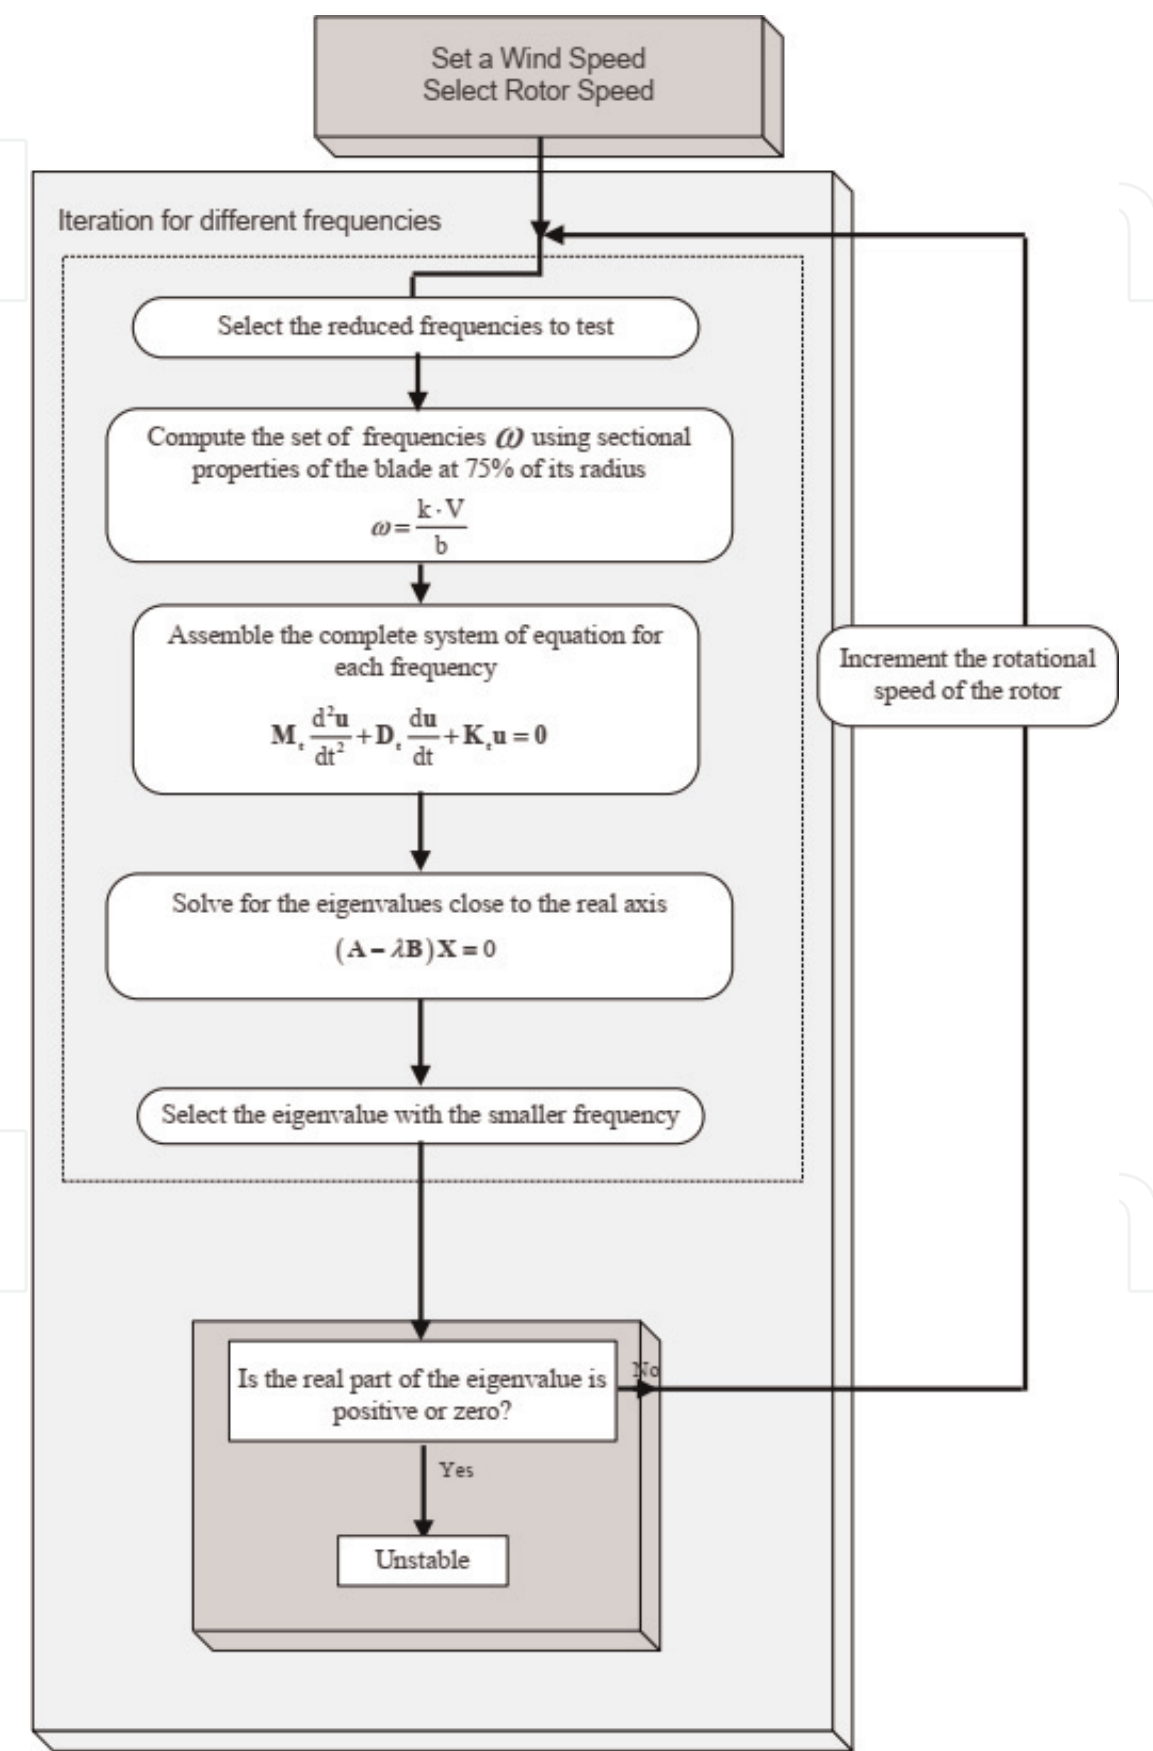 Set a Wind Speed
Select Rotor Speed
Iteration for different frequencies
Select the reduced frequencies to test
Compute the set of frequencies ω using sectional
properties of the blade at 75% of its radius
ω = k · V / b
Assemble the complete system of equation for
each frequency
M_t d²u/dt² + D_t du/dt + K_t u = 0
Solve for the eigenvalues close to the real axis
(A − λB)X = 0
Select the eigenvalue with the smaller frequency
Increment the rotational
speed of the rotor
Is the real part of the eigenvalue is
positive or zero?
No
Yes
Unstable